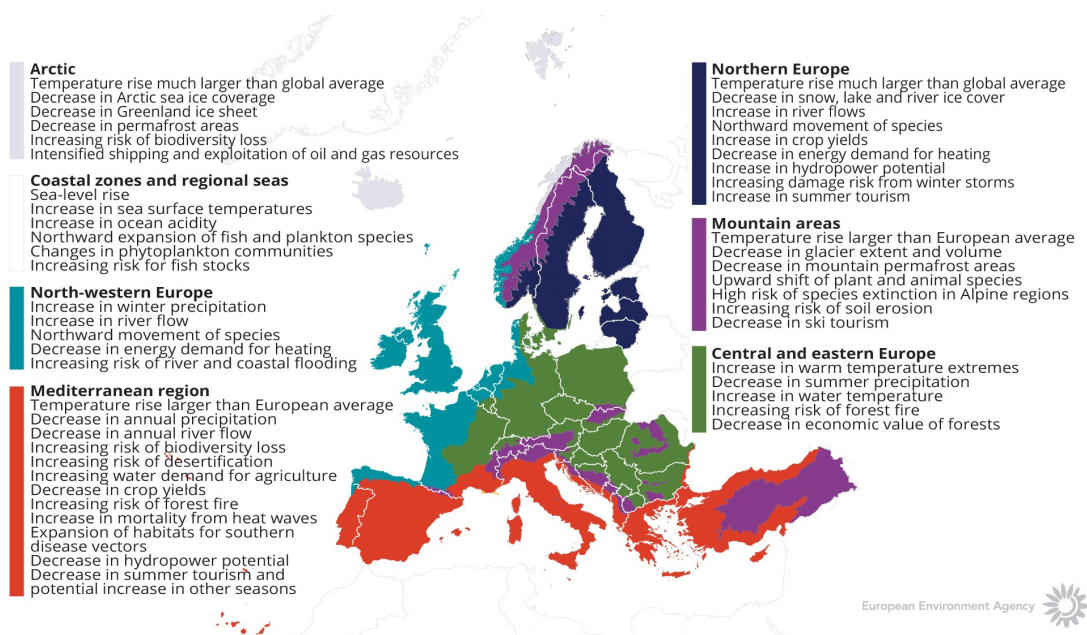 Arctic
Temperature rise much larger than global average
Decrease in Arctic sea ice coverage
Decrease in Greenland ice sheet
Decrease in permafrost areas
Increasing risk of biodiversity loss
Intensified shipping and exploitation of oil and gas resources
Coastal zones and regional seas
Sea-level rise
Increase in sea surface temperatures
Increase in ocean acidity
Northward expansion of fish and plankton species
Changes in phytoplankton communities
Increasing risk for fish stocks
North-western Europe
Increase in winter precipitation
Increase in river flow
Northward movement of species
Decrease in energy demand for heating
Increasing risk of river and coastal flooding
Mediterranean region
Temperature rise larger than European average
Decrease in annual precipitation
Decrease in annual river flow
Increasing risk of biodiversity loss
Increasing risk of desertification
Increasing water demand for agriculture
Decrease in crop yields
Increasing risk of forest fire
Increase in mortality from heat waves
Expansion of habitats for southern
disease vectors
Decrease in hydropower potential
Decrease in summer tourism and
potential increase in other seasons
Northern Europe
Temperature rise much larger than global average
Decrease in snow, lake and river ice cover
Increase in river flows
Northward movement of species
Increase in crop yields
Decrease in energy demand for heating
Increase in hydropower potential
Increasing damage risk from winter storms
Increase in summer tourism
Mountain areas
Temperature rise larger than European average
Decrease in glacier extent and volume
Decrease in mountain permafrost areas
Upward shift of plant and animal species
High risk of species extinction in Alpine regions
Increasing risk of soil erosion
Decrease in ski tourism
Central and eastern Europe
Increase in warm temperature extremes
Decrease in summer precipitation
Increase in water temperature
Increasing risk of forest fire
Decrease in economic value of forests
European Environment Agency